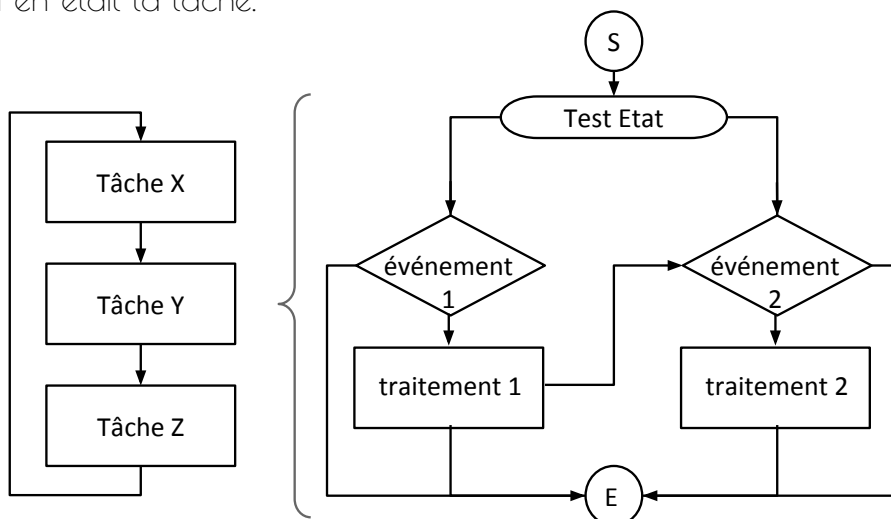 en était la tâche.
S
Test Etat
Tâche X
Tâche Y
Tâche Z
événement
1
événement
2
traitement 1
traitement 2
E